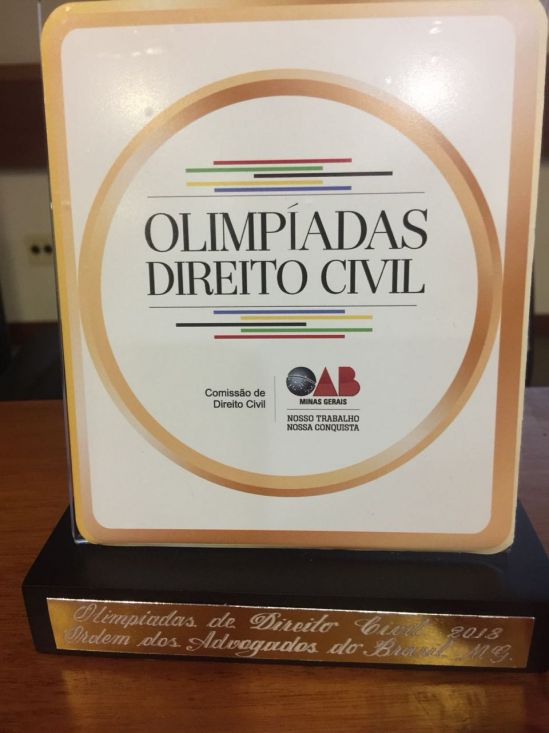 OLIMPÍADAS
DIREITO CIVIL
Comissão de
Direito Civil
OAB
MINAS GERAIS
NOSSO TRABALHO
NOSSA CONQUISTA
Olimpíadas de Direito Civil 2018
Ordem dos Advogados do Brasil MG.